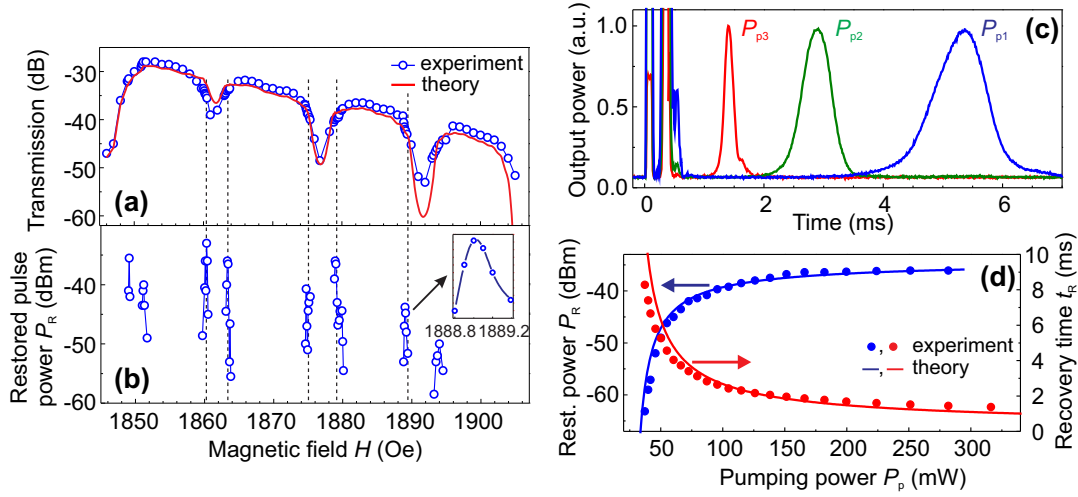 Transmission (dB)
-30
-40
-50
-60
experiment
theory
(a)
Restored pulse
power P_R (dBm)
-40
-50
-60
(b)
1888.8 1889.2
1850 1860 1870 1880 1890 1900
Magnetic field H (Oe)
Output power (a.u.)
1.0
0.5
0.0
P_p3
P_p2
P_p1
(c)
0 2 4 6
Time (ms)
Rest. power P_R (dBm)
-40
-50
-60
(d)
10
8
6
4
2
0
Recovery time t_R (ms)
, experiment
, theory
50 100 150 200 250 300
Pumping power P_p (mW)